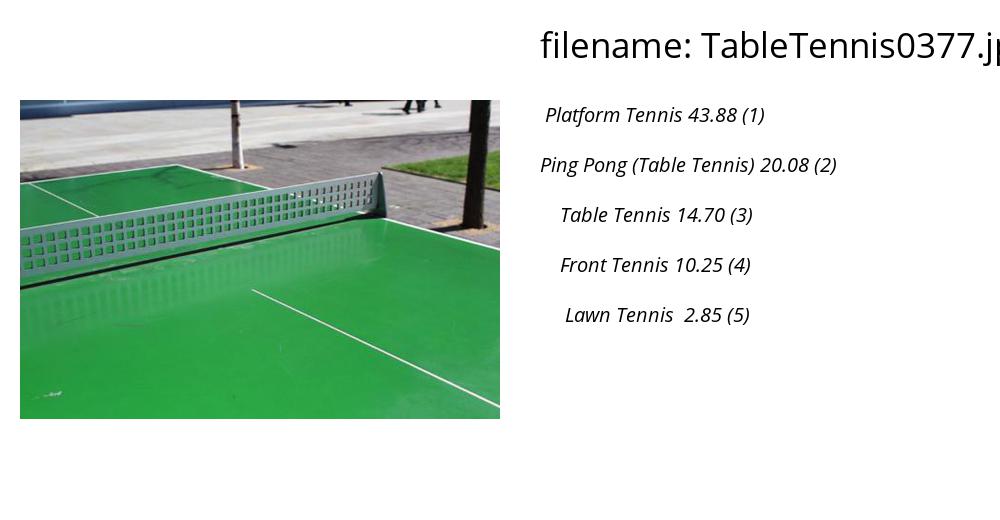 filename: TableTennis0377.jp
Platform Tennis 43.88 (1)
Ping Pong (Table Tennis) 20.08 (2)
Table Tennis 14.70 (3)
Front Tennis 10.25 (4)
Lawn Tennis 2.85 (5)